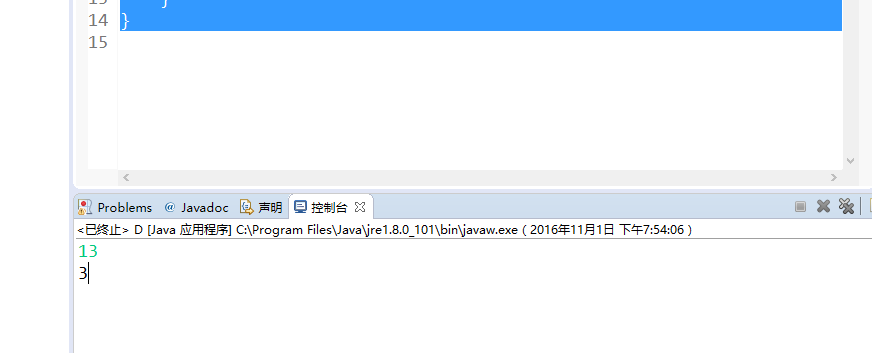 }
14 }
15
Problems @ Javadoc 声明 控制台
<已终止> D [Java 应用程序] C:\Program Files\Java\jre1.8.0_101\bin\javaw.exe ( 2016年11月1日 下午7:54:06 )
13
3